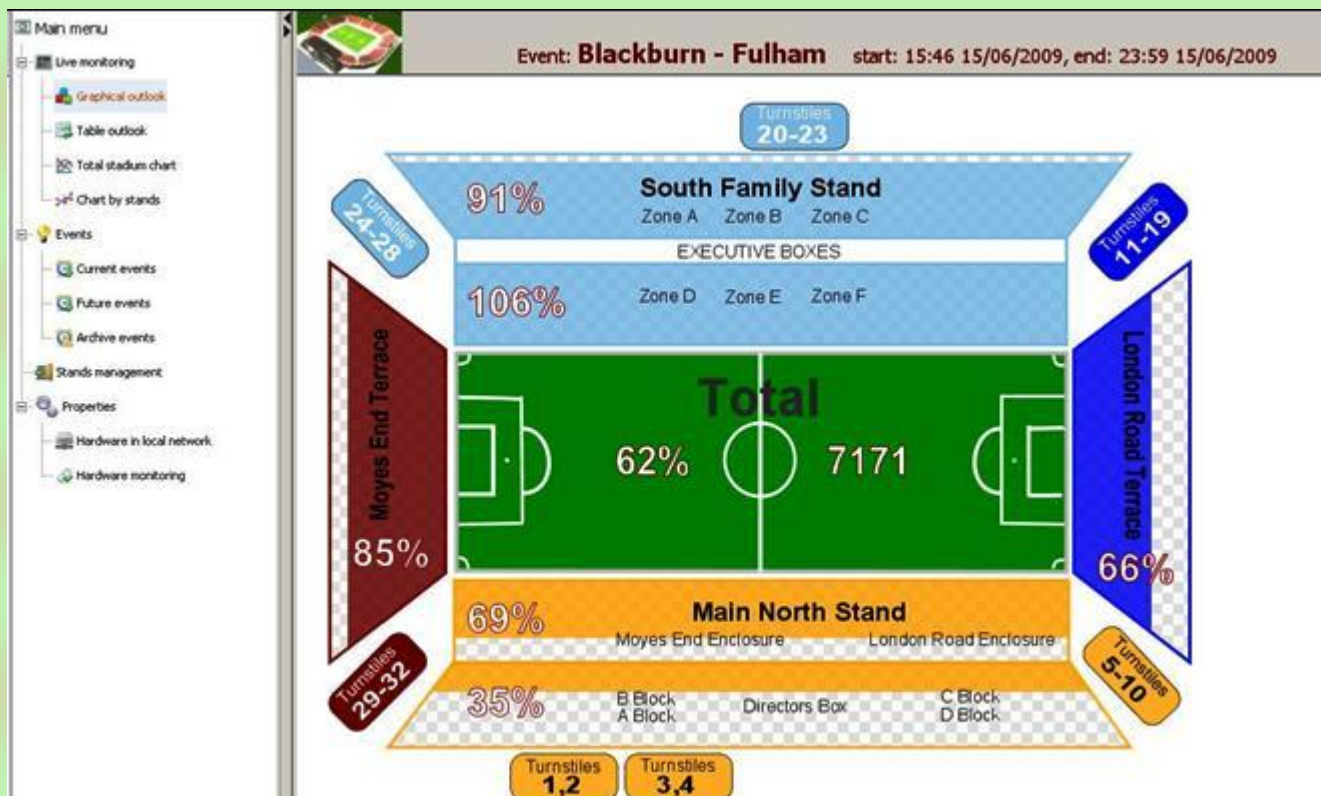 Main menu
Live monitoring
Graphical outlook
Table outlook
Total stadium chart
Chart by stands
Events
Current events
Future events
Archive events
Stands management
Properties
Hardware in local network
Hardware monitoring
Event: Blackburn - Fulham start: 15:46 15/06/2009, end: 23:59 15/06/2009
Turnstiles
20-23
Turnstiles
24-28
91%
South Family Stand
Zone A Zone B Zone C
Turnstiles
11-19
EXECUTIVE BOXES
106%
Zone D Zone E Zone F
Moyes End Terrace
85%
Total
62% 7171
London Road Terrace
66%
69%
Main North Stand
Moyes End Enclosure London Road Enclosure
Turnstiles
29-32
35%
B Block
A Block
Directors Box
C Block
D Block
Turnstiles
5-10
Turnstiles
1,2
Turnstiles
3,4